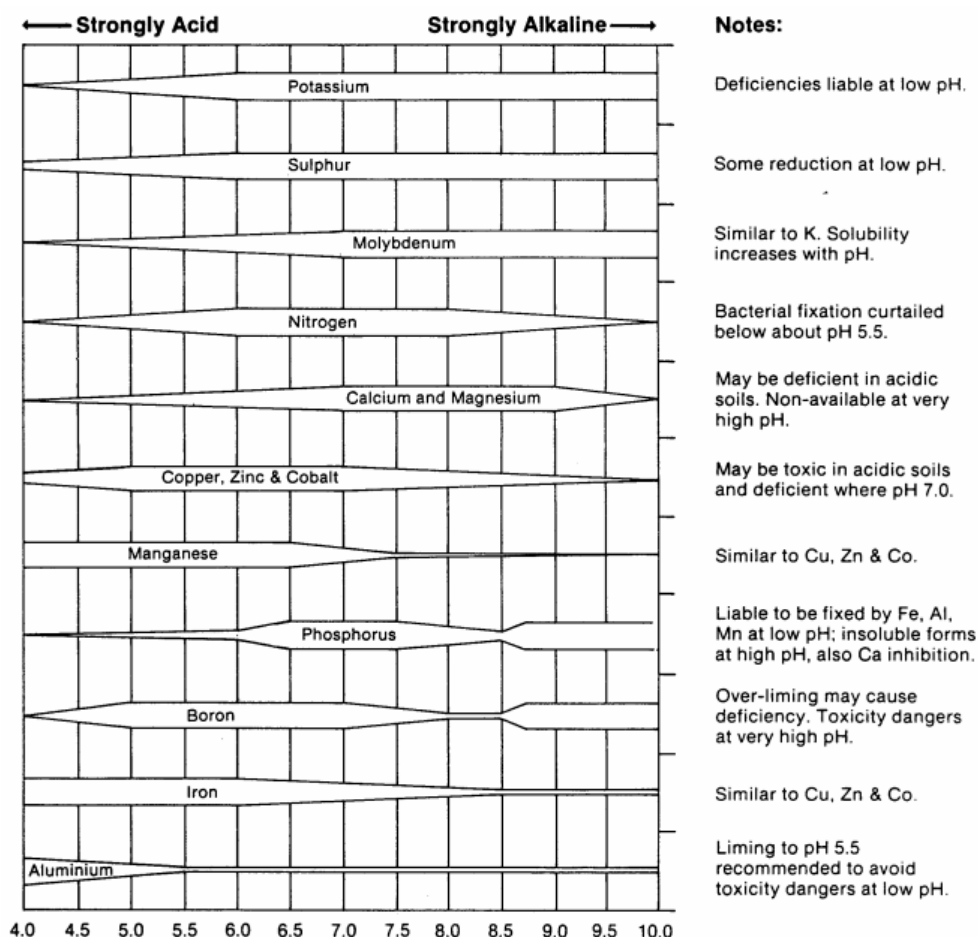 Strongly Acid
Strongly Alkaline
Notes:
Potassium
Deficiencies liable at low pH.
Sulphur
Some reduction at low pH.
Molybdenum
Similar to K. Solubility
increases with pH.
Nitrogen
Bacterial fixation curtailed
below about pH 5.5.
Calcium and Magnesium
May be deficient in acidic
soils. Non-available at very
high pH.
Copper, Zinc & Cobalt
May be toxic in acidic soils
and deficient where pH 7.0.
Manganese
Similar to Cu, Zn & Co.
Phosphorus
Liable to be fixed by Fe, Al,
Mn at low pH; insoluble forms
at high pH, also Ca inhibition.
Boron
Over-liming may cause
deficiency. Toxicity dangers
at very high pH.
Iron
Similar to Cu, Zn & Co.
Aluminium
Liming to pH 5.5
recommended to avoid
toxicity dangers at low pH.
4.0 4.5 5.0 5.5 6.0 6.5 7.0 7.5 8.0 8.5 9.0 9.5 10.0